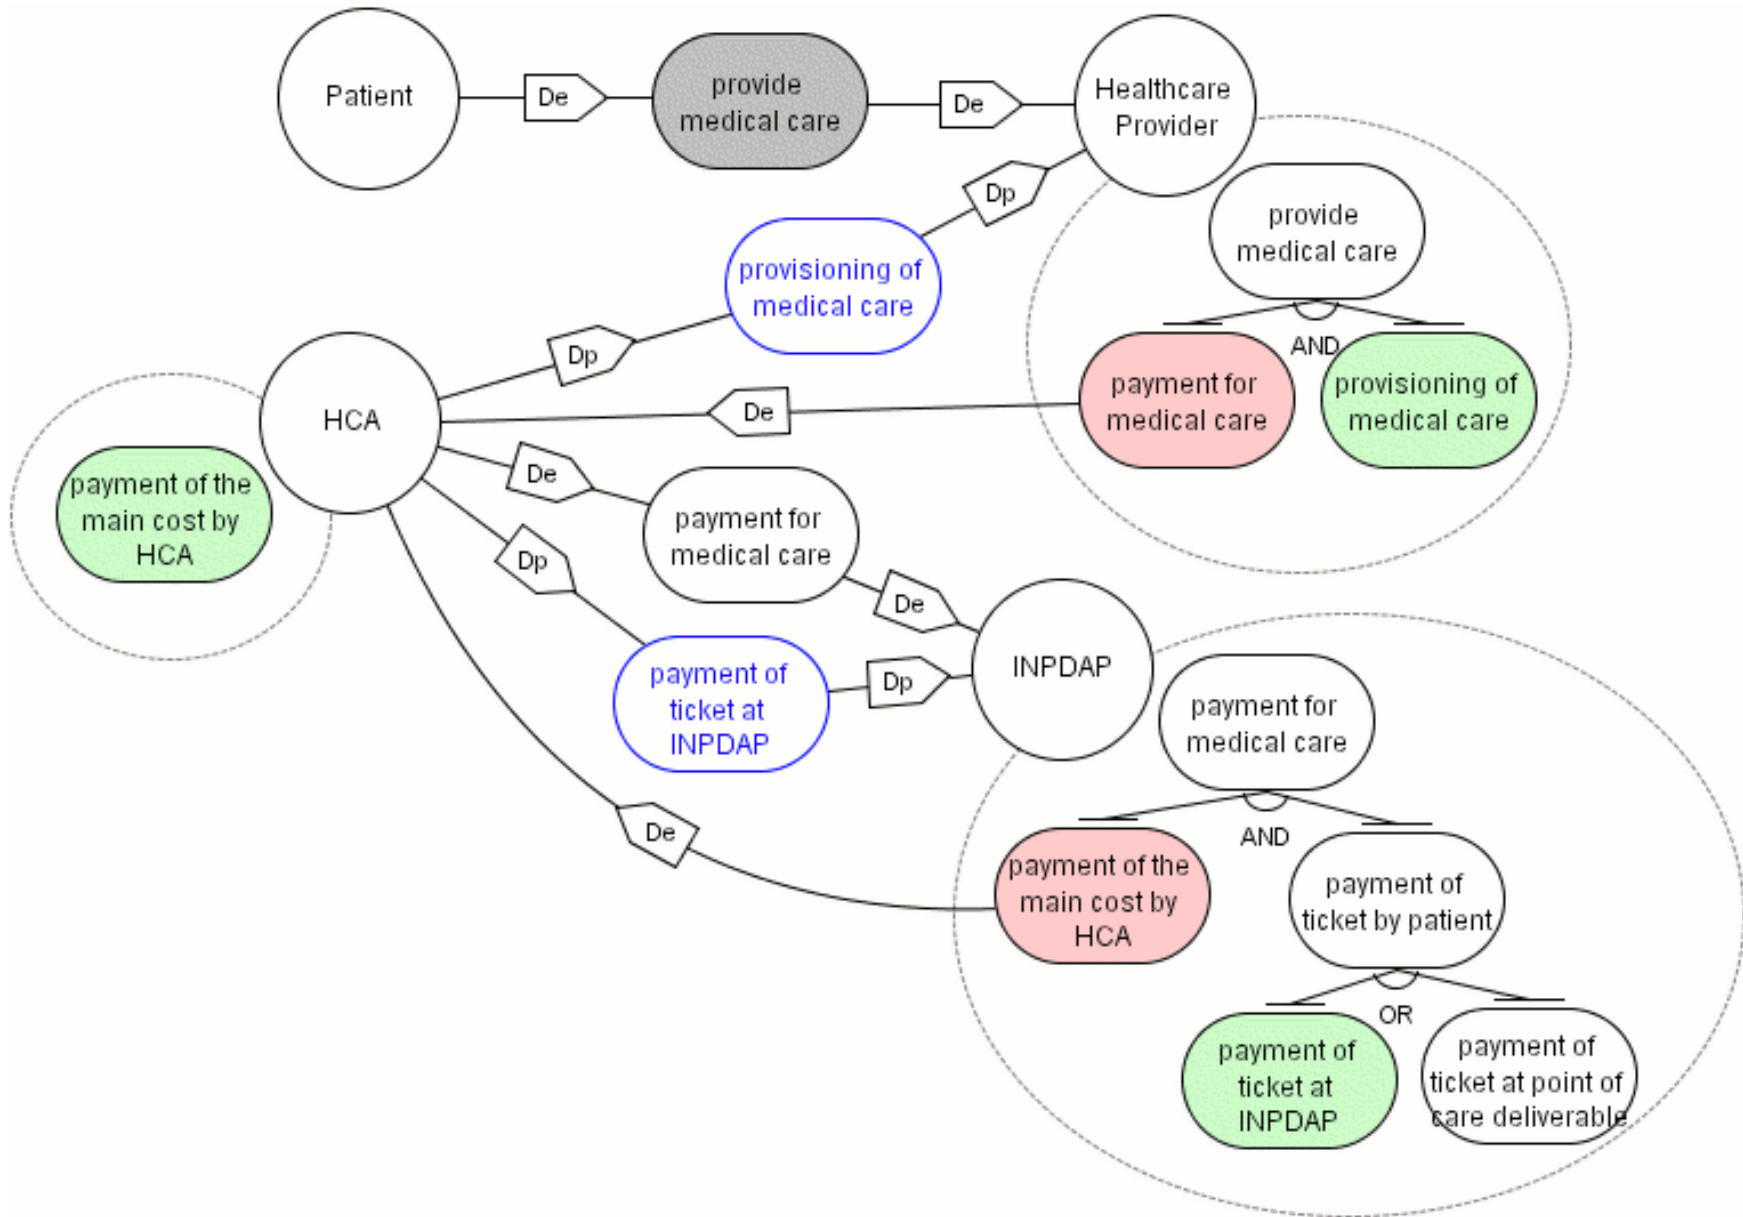 Patient
De
provide
medical care
De
Healthcare
Provider
Dp
provisioning of
medical care
Dp
provide
medical care
AND
payment for
medical care
provisioning of
medical care
De
HCA
payment of the
main cost by
HCA
De
payment for
medical care
De
Dp
payment of
ticket at
INPDAP
Dp
INPDAP
payment for
medical care
AND
De
payment of the
main cost by
HCA
payment of
ticket by patient
OR
payment of
ticket at
INPDAP
payment of
ticket at point of
care deliverable